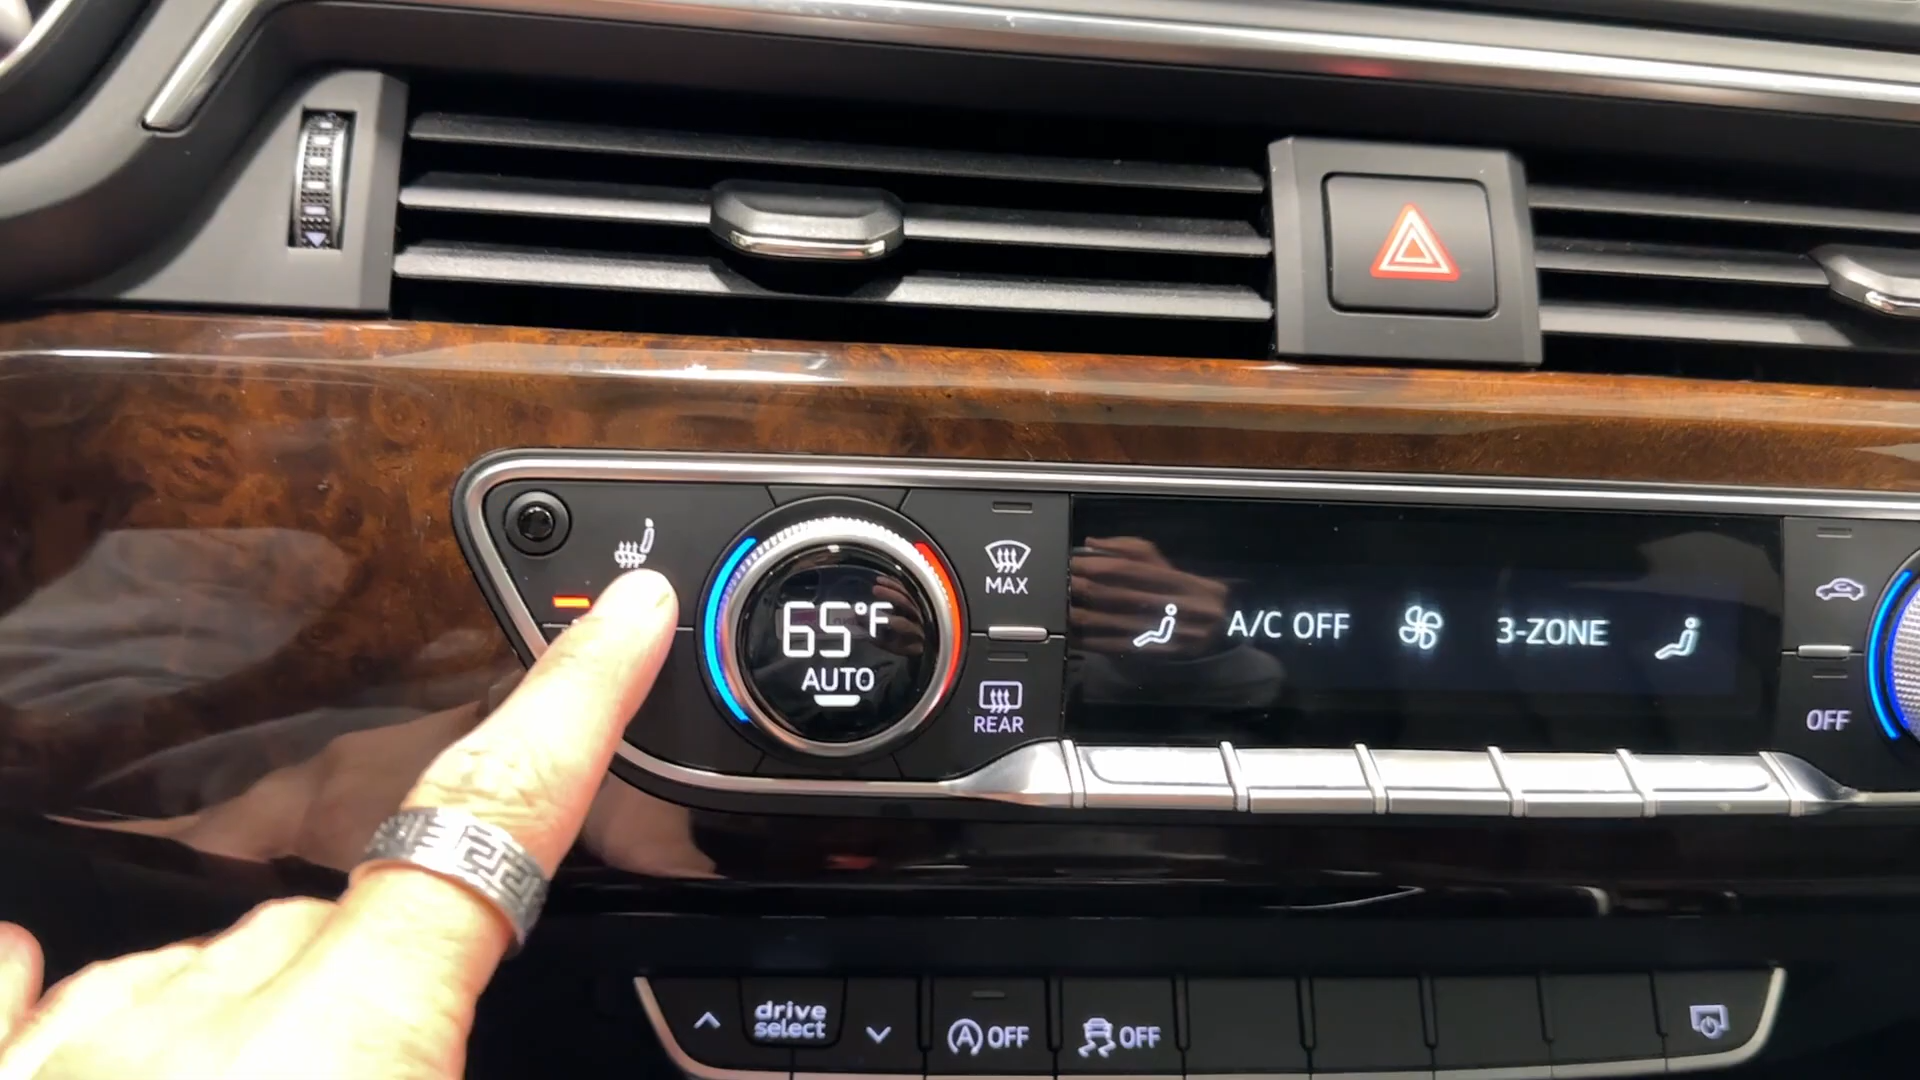 65°F
AUTO
MAX
REAR
A/C OFF
3-ZONE
OFF
drive
select
A OFF
OFF